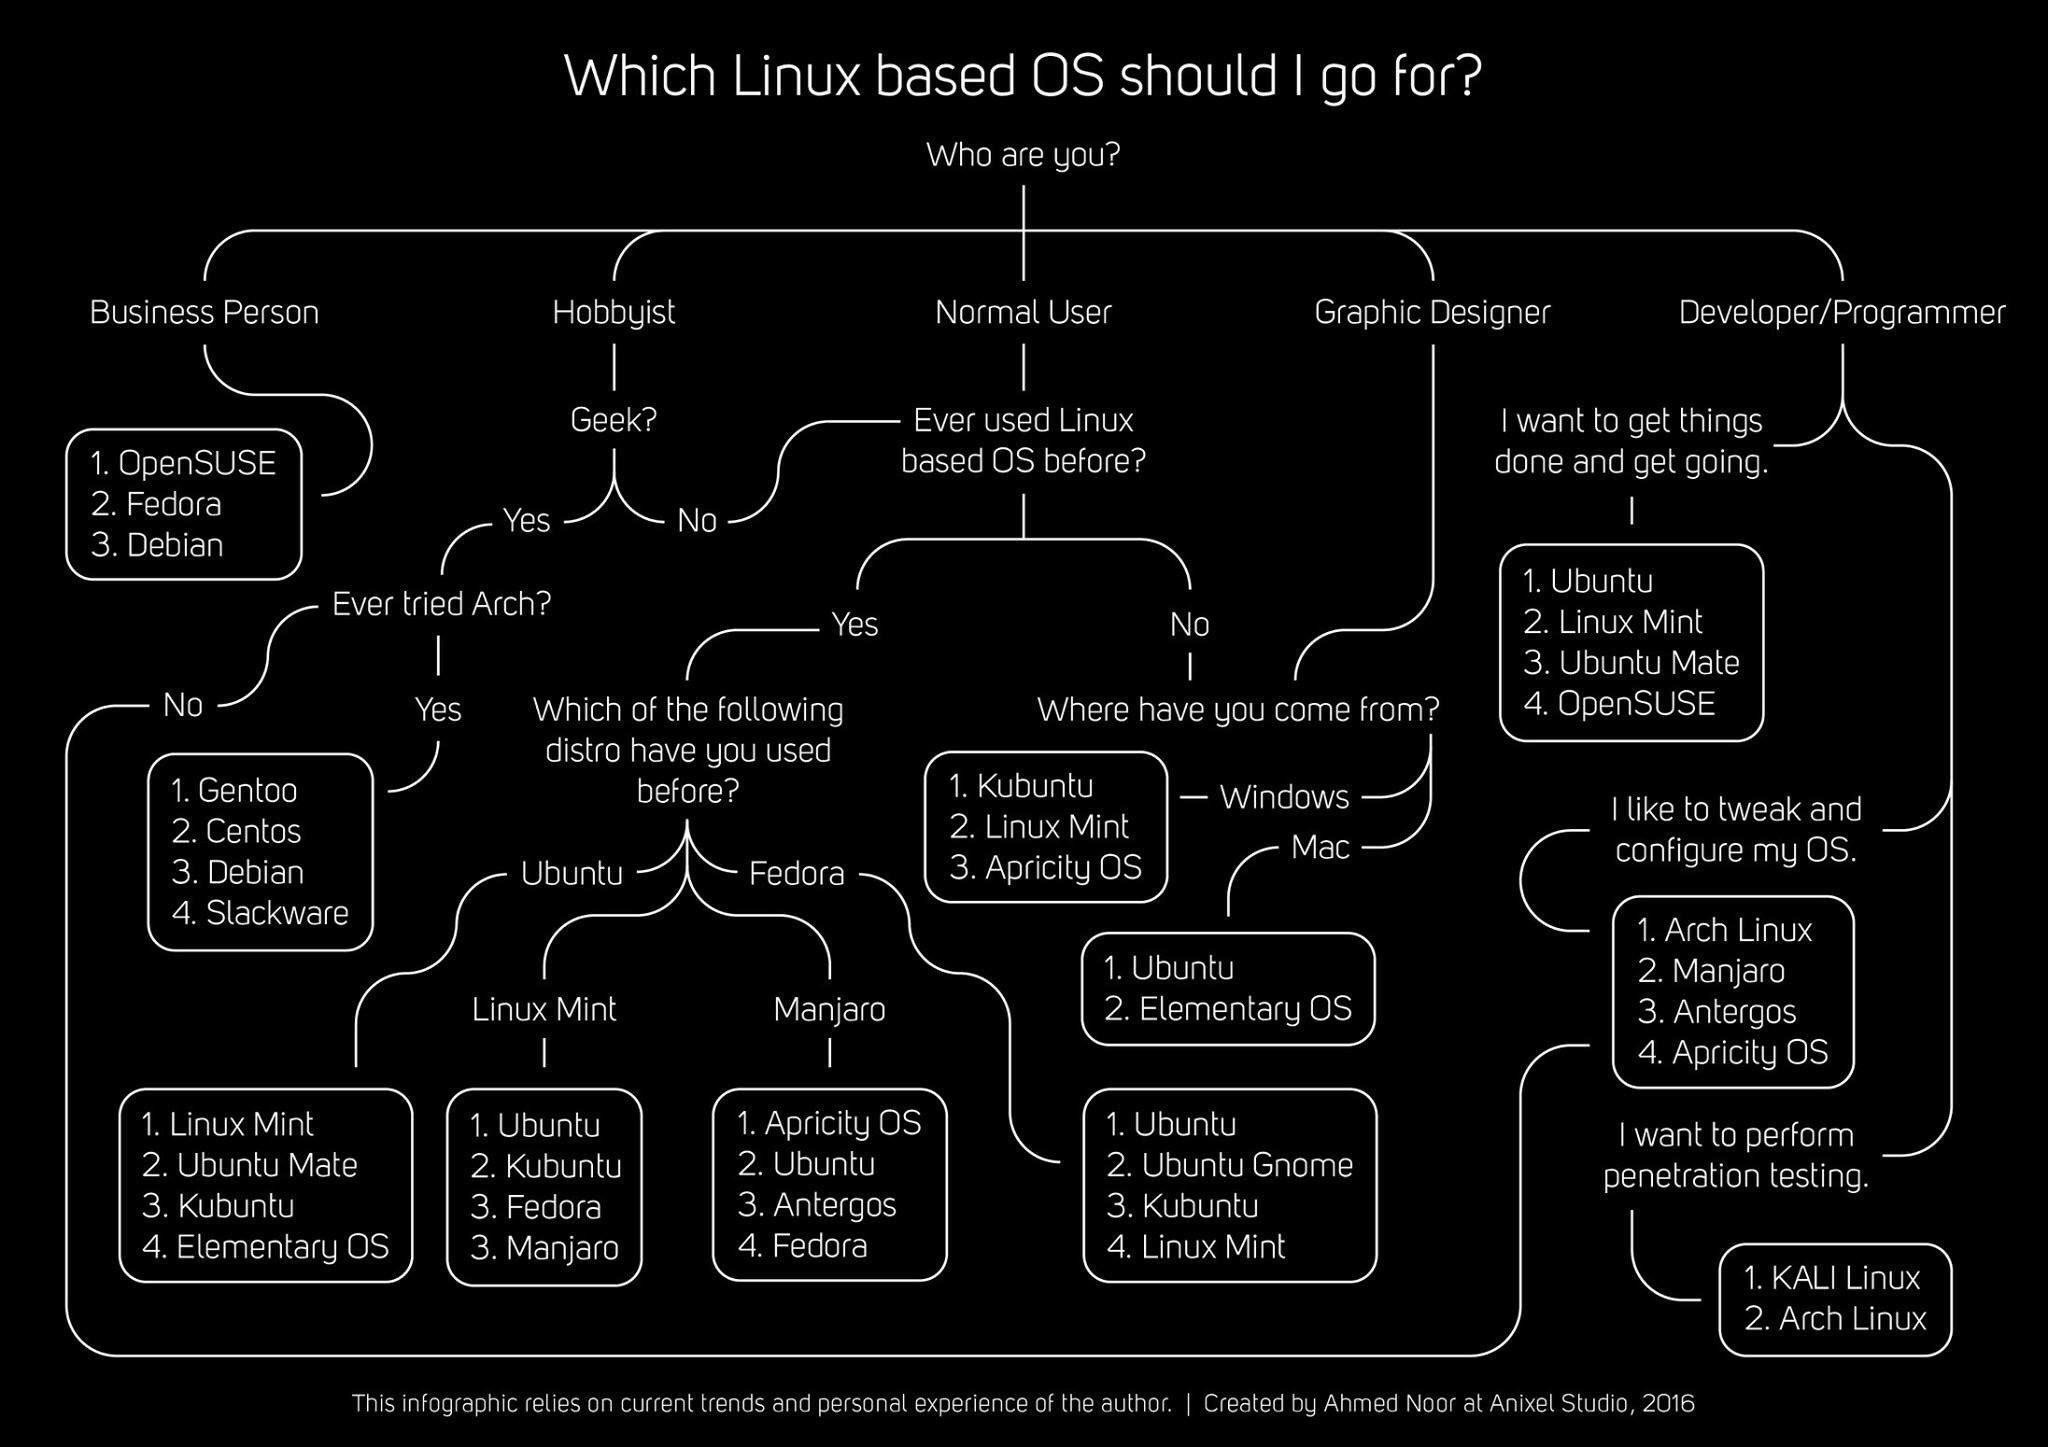 Which Linux based OS should I go for?
Who are you?
Business Person
Hobbyist
Normal User
Graphic Designer
Developer/Programmer
1. OpenSUSE
2. Fedora
3. Debian
Geek?
Yes
No
Ever tried Arch?
No
Yes
1. Gentoo
2. Centos
3. Debian
4. Slackware
Ever used Linux
based OS before?
Yes
No
Which of the following
distro have you used
before?
Ubuntu
Fedora
Linux Mint
Manjaro
1. Linux Mint
2. Ubuntu Mate
3. Kubuntu
4. Elementary OS
1. Ubuntu
2. Kubuntu
3. Fedora
3. Manjaro
1. Apricity OS
2. Ubuntu
3. Antergos
4. Fedora
1. Ubuntu
2. Ubuntu Gnome
3. Kubuntu
4. Linux Mint
Where have you come from?
Windows
Mac
1. Kubuntu
2. Linux Mint
3. Apricity OS
1. Ubuntu
2. Elementary OS
I want to get things
done and get going.
1. Ubuntu
2. Linux Mint
3. Ubuntu Mate
4. OpenSUSE
I like to tweak and
configure my OS.
1. Arch Linux
2. Manjaro
3. Antergos
4. Apricity OS
I want to perform
penetration testing.
1. KALI Linux
2. Arch Linux
This infographic relies on current trends and personal experience of the author. | Created by Ahmed Noor at Anixel Studio, 2016